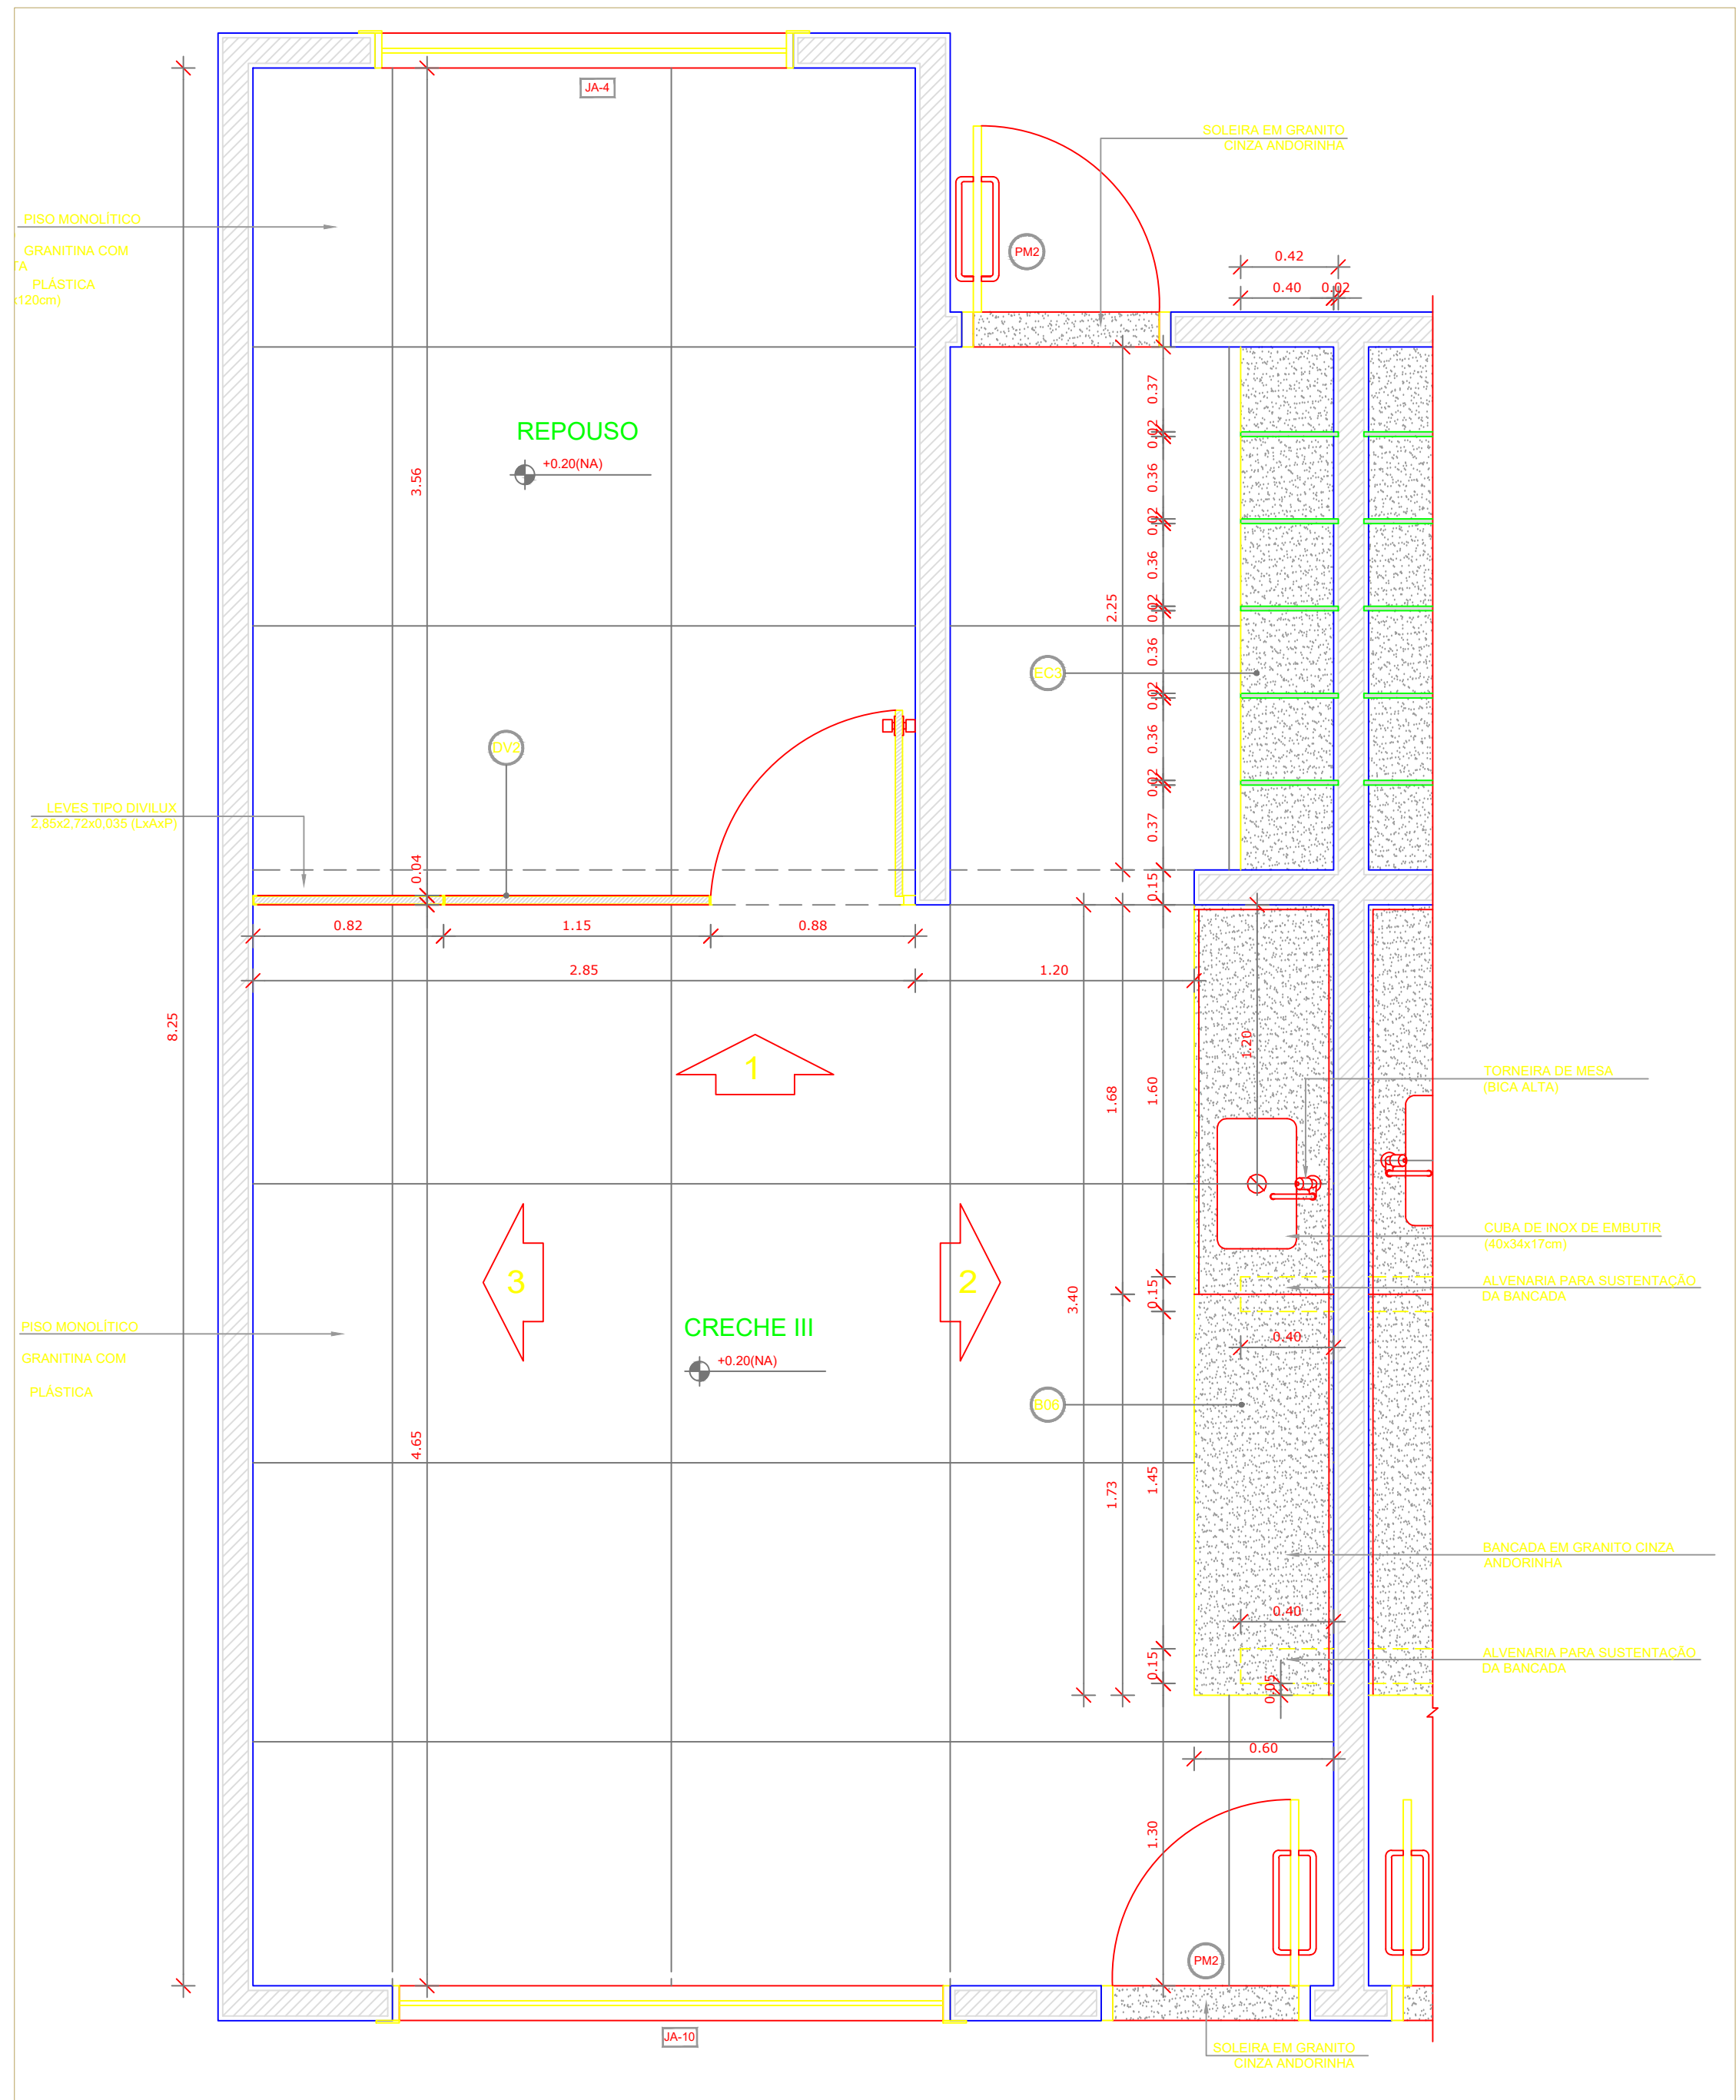 JA-4
SOLEIRA EM GRANITO
CINZA ANDORINHA
PISO MONOLÍTICO
GRANITINA COM
TA
PLÁSTICA
x120cm)
PM2
0.42
0.40
0.02
REPOUSO
+0.20(NA)
3.56
0.37
0.02
0.36
0.02
0.36
0.02
0.36
0.02
0.36
0.02
0.37
0.15
2.25
EC3
DV2
LEVES TIPO DIVILUX
2,85x2,72x0,035 (LxAxP)
0.04
0.82
1.15
0.88
2.85
1.20
8.25
1
1.20
1.68
1.60
TORNEIRA DE MESA
(BICA ALTA)
3
2
CUBA DE INOX DE EMBUTIR
(40x34x17cm)
3.40
0.15
ALVENARIA PARA SUSTENTAÇÃO
DA BANCADA
PISO MONOLÍTICO
GRANITINA COM
PLÁSTICA
CRECHE III
+0.20(NA)
0.40
B06
4.65
1.73
1.45
BANCADA EM GRANITO CINZA
ANDORINHA
0.40
0.15
0.05
ALVENARIA PARA SUSTENTAÇÃO
DA BANCADA
0.60
1.30
PM2
JA-10
SOLEIRA EM GRANITO
CINZA ANDORINHA